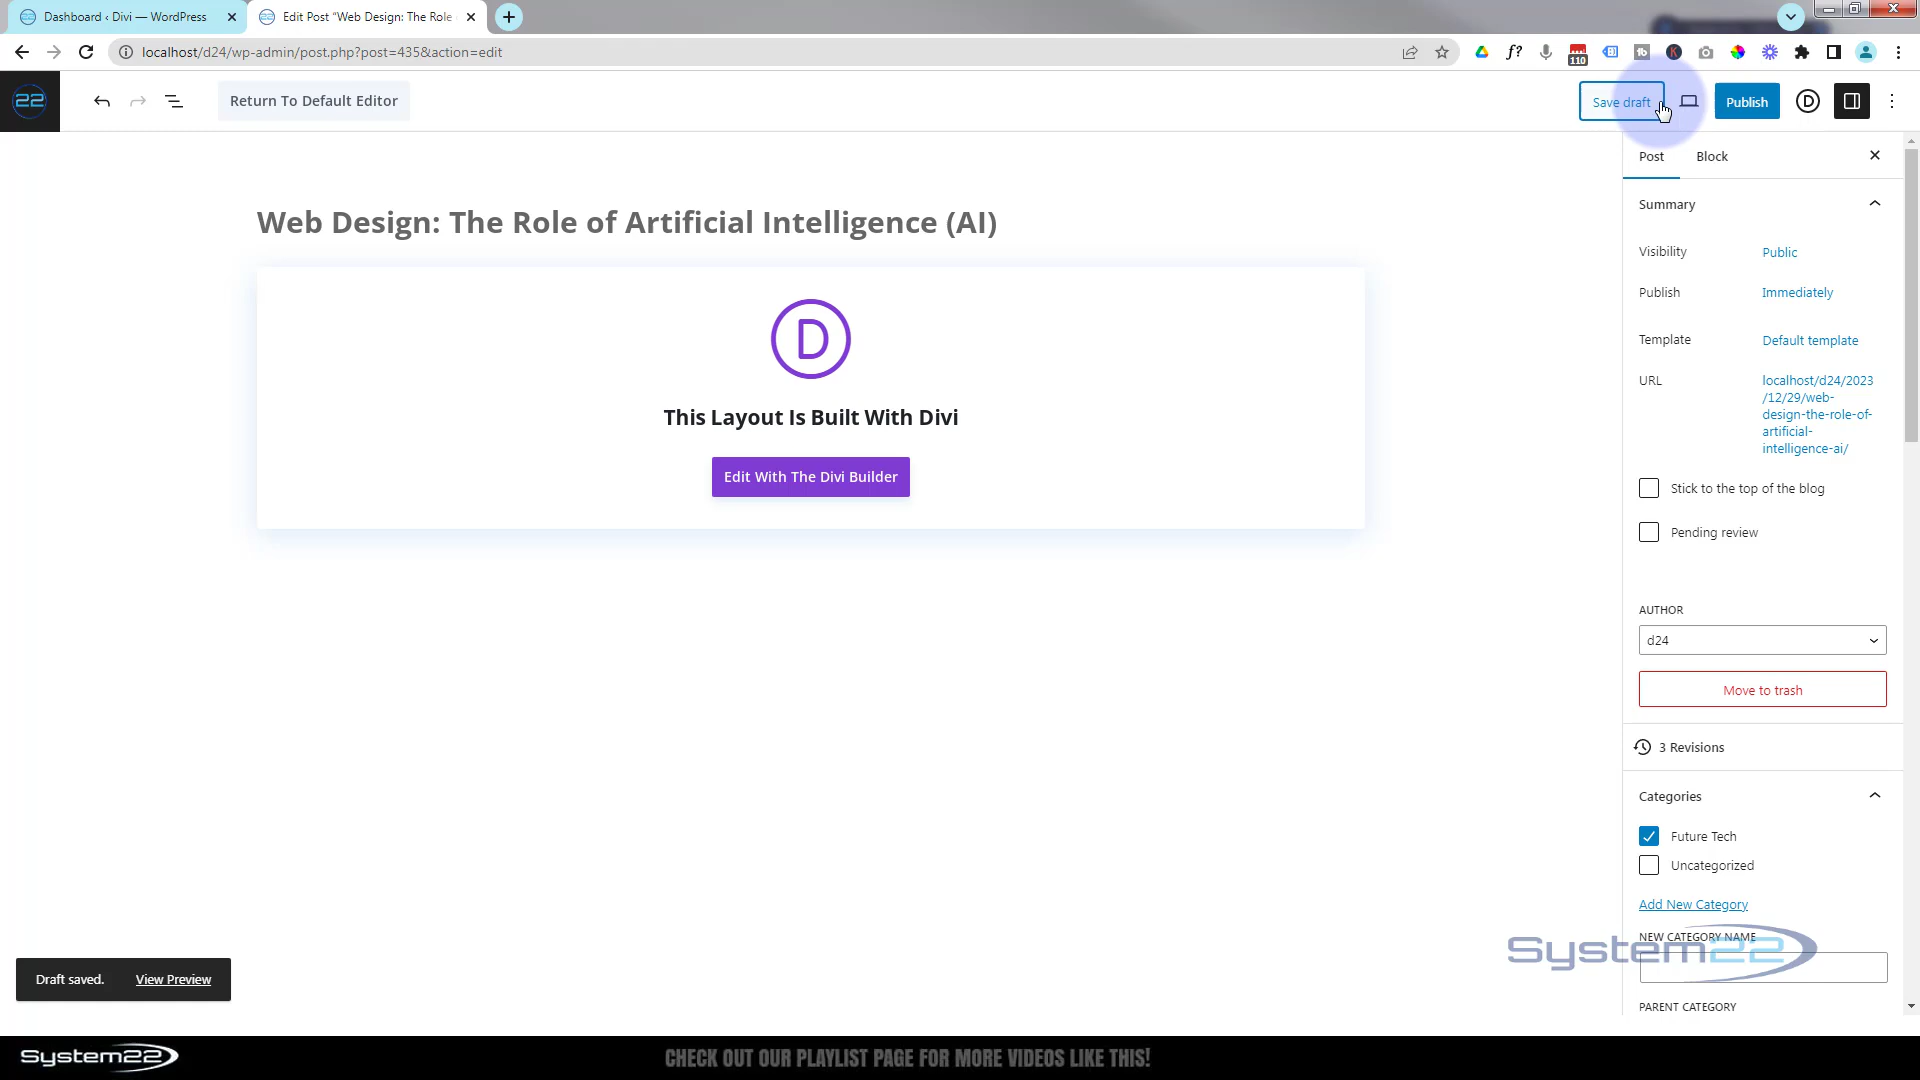 Dashboard ‹ Divi — WordPress
Edit Post “Web Design: The Role
localhost/d24/wp-admin/post.php?post=435&action=edit
f?
110
tb
K
22
Return To Default Editor
Save draft
Publish
D
Post
Block
Web Design: The Role of Artificial Intelligence (AI)
D
This Layout Is Built With Divi
Edit With The Divi Builder
Summary
Visibility
Public
Publish
Immediately
Template
Default template
URL
localhost/d24/2023
/12/29/web-
design-the-role-of-
artificial-
intelligence-ai/
Stick to the top of the blog
Pending review
AUTHOR
d24
Move to trash
3 Revisions
Categories
Future Tech
Uncategorized
Add New Category
NEW CATEGORY NAME
System22
PARENT CATEGORY
Draft saved.
View Preview
System22
CHECK OUT OUR PLAYLIST PAGE FOR MORE VIDEOS LIKE THIS!